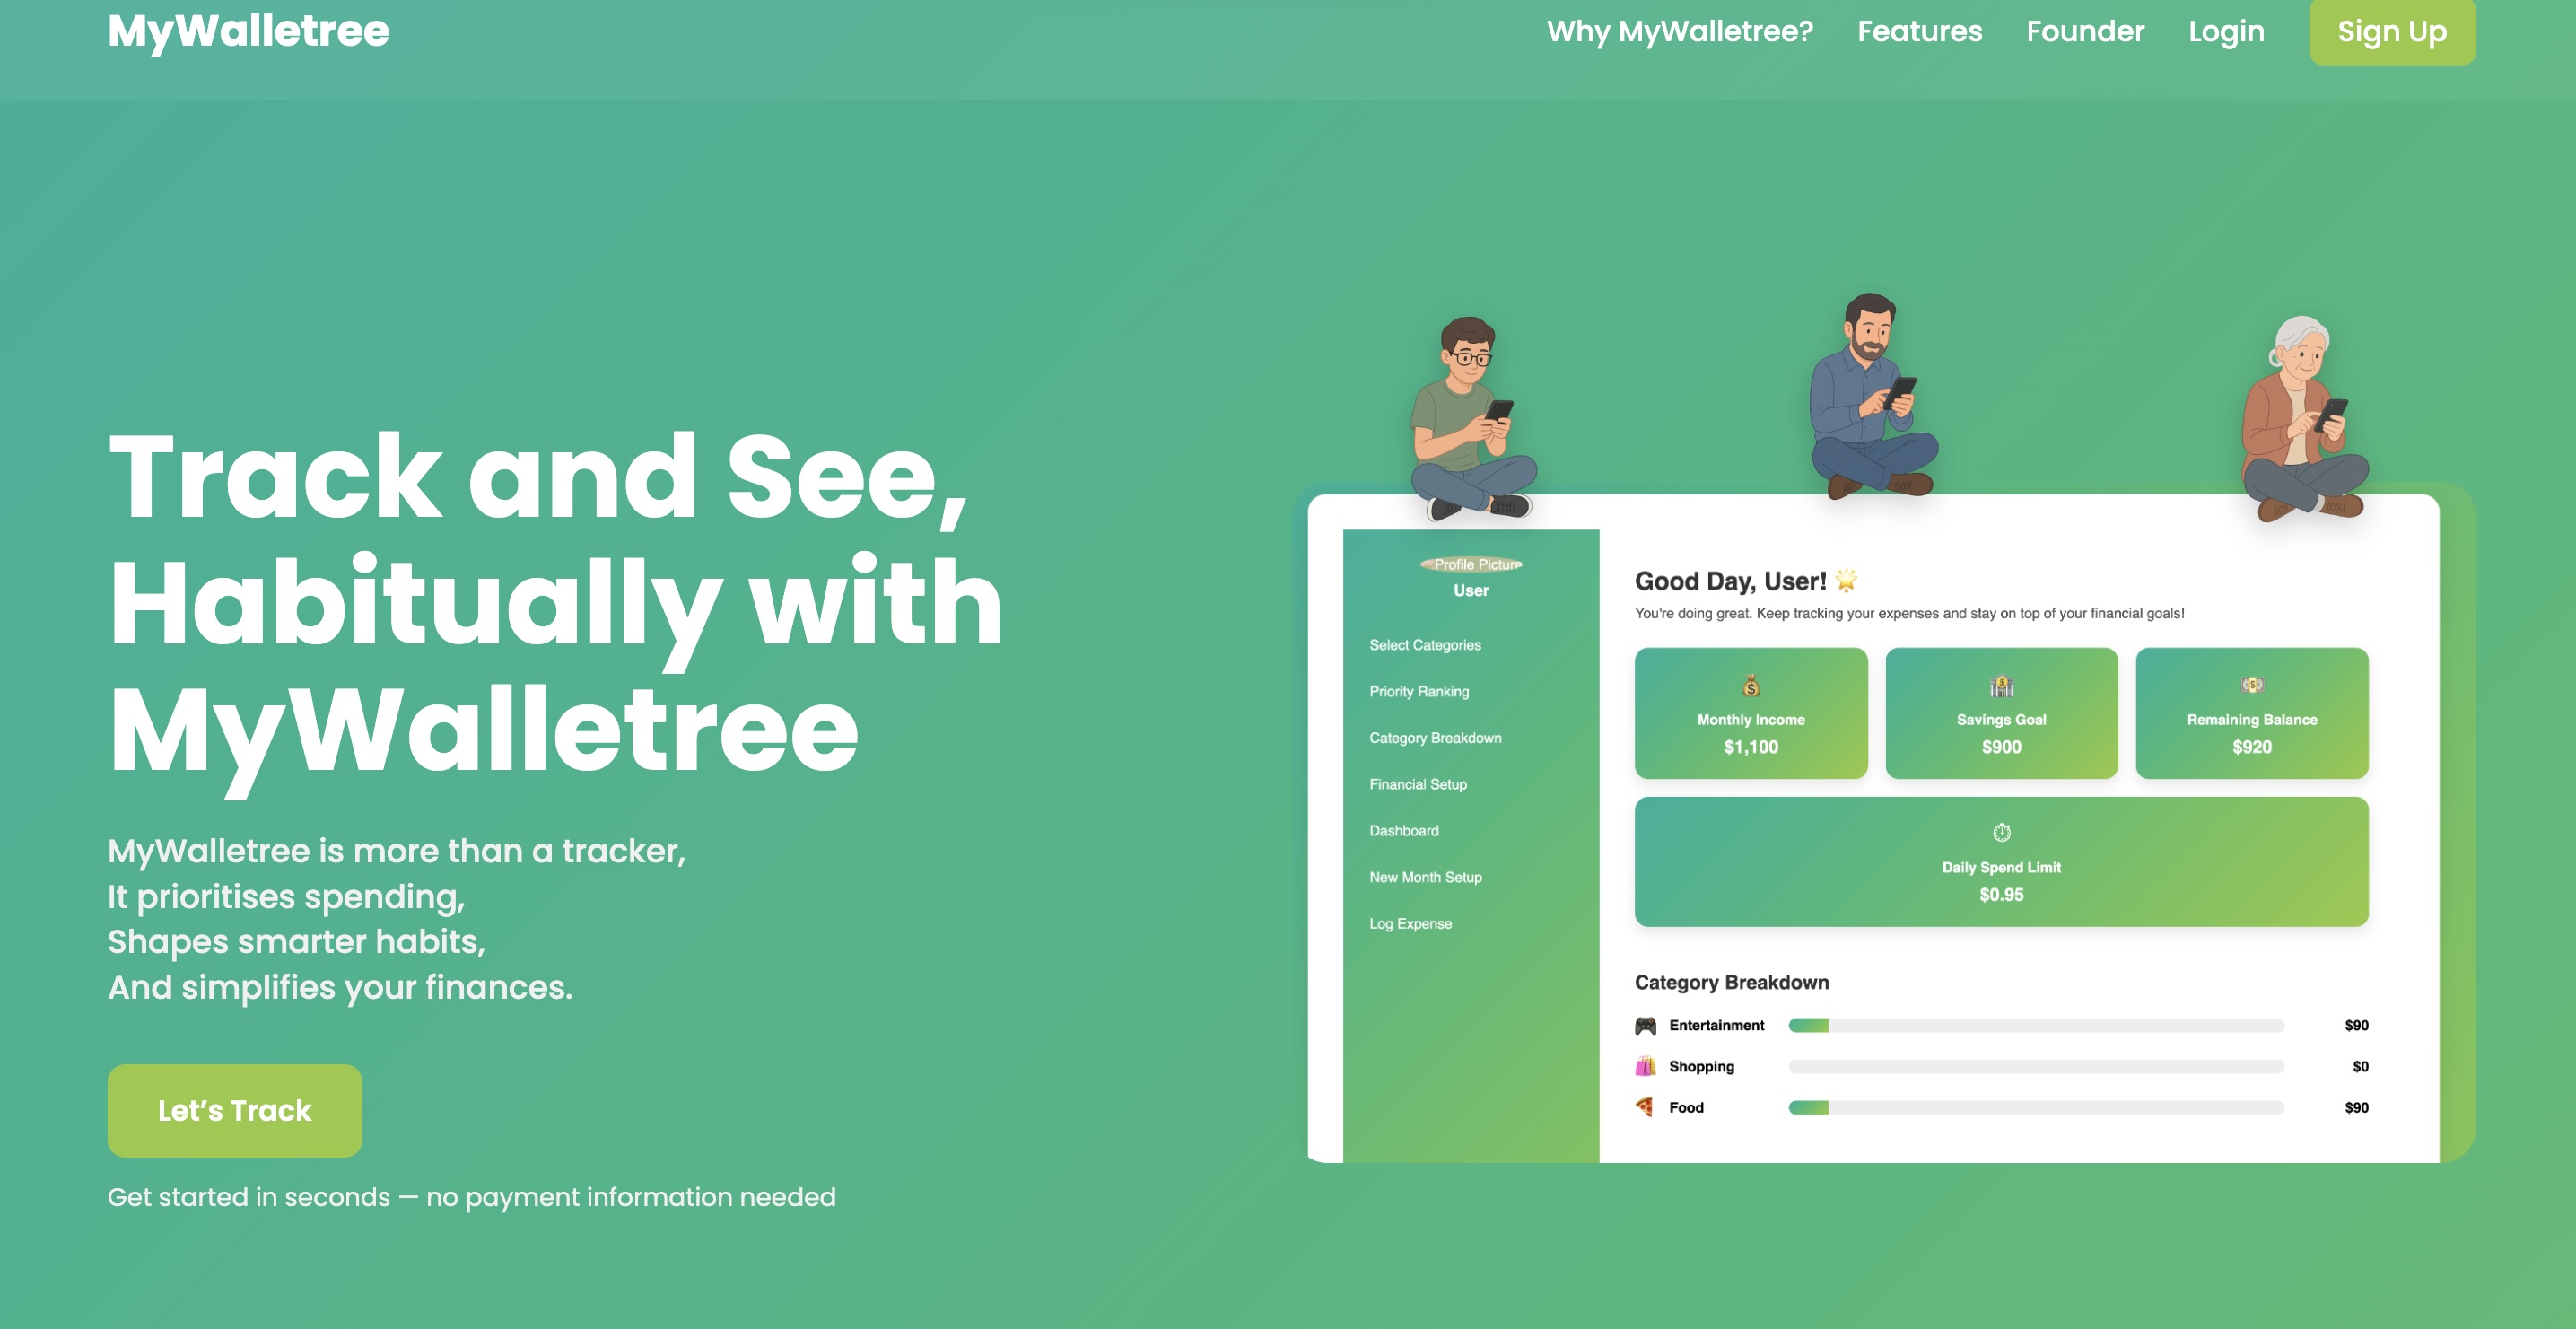 MyWalletree
Why MyWalletree? Features Founder Login Sign Up
Track and See,
Habitually with
MyWalletree
MyWalletree is more than a tracker,
It prioritises spending,
Shapes smarter habits,
And simplifies your finances.
Let’s Track
Get started in seconds — no payment information needed
Profile Picture
User
Select Categories
Priority Ranking
Category Breakdown
Financial Setup
Dashboard
New Month Setup
Log Expense
Good Day, User! 🌟
You're doing great. Keep tracking your expenses and stay on top of your financial goals!
Monthly Income
$1,100
Savings Goal
$900
Remaining Balance
$920
Daily Spend Limit
$0.95
Category Breakdown
Entertainment $90
Shopping $0
Food $90